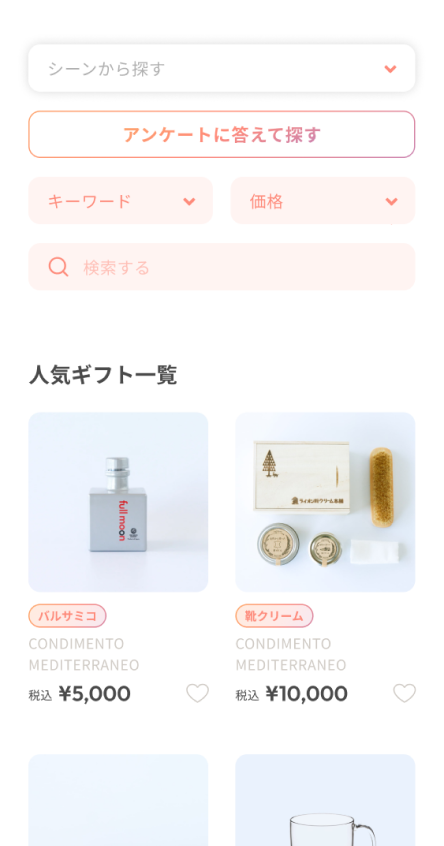 シーンから探す
アンケートに答えて探す
キーワード
価格
検索する
人気ギフト一覧
full moon
ライオン靴クリーム本舗
バルサミコ
靴クリーム
CONDIMENTO
MEDITERRANEO
CONDIMENTO
MEDITERRANEO
税込 ¥5,000
税込 ¥10,000